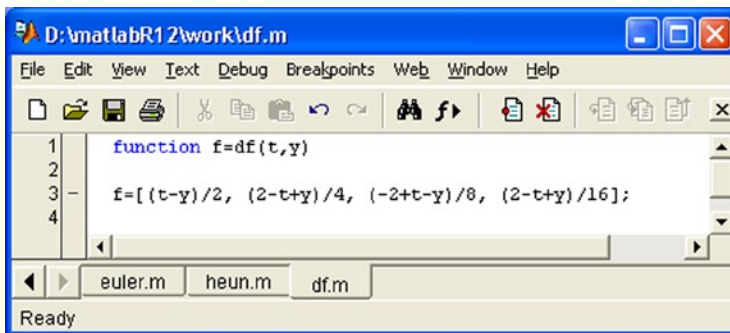 D:\matlabR12\work\df.m
File Edit View Text Debug Breakpoints Web Window Help
1 function f=df(t,y)
2
3 – f=[(t-y)/2, (2-t+y)/4, (-2+t-y)/8, (2-t+y)/16];
4
euler.m heun.m df.m
Ready